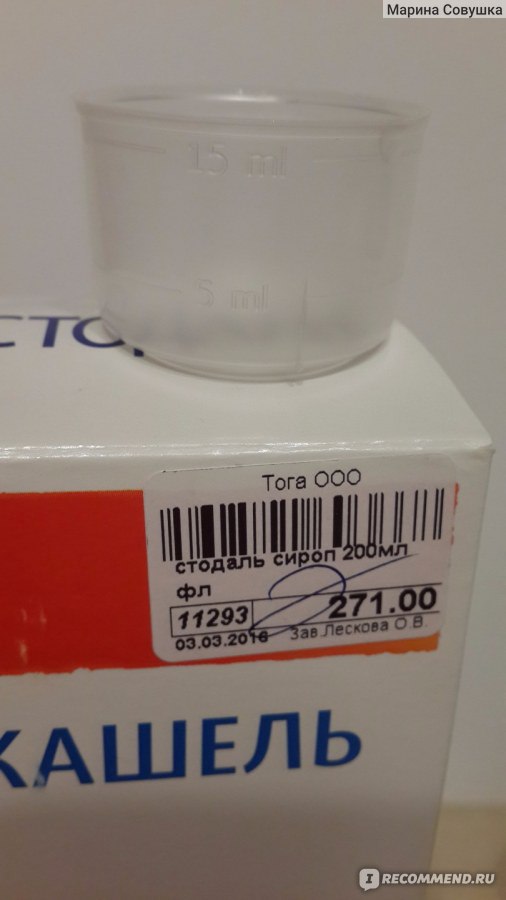 Марина Совушка
15 ml
5 ml
Тога ООО
стодаль сироп 200мл
фл
11293
271.00
03.03.2016
Зав.Лескова О.В.
КАШЕЛЬ
IRECOMMEND.RU